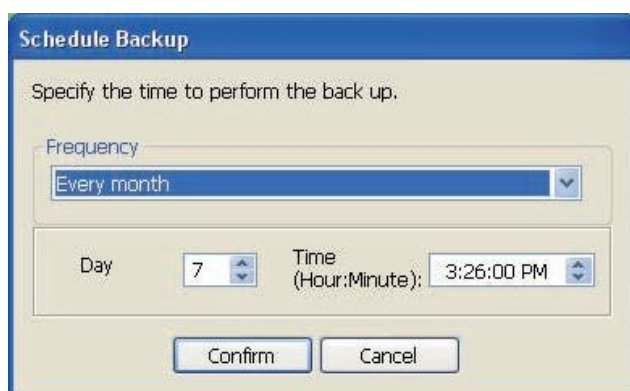 Schedule Backup
Specify the time to perform the back up.
Frequency
Every month
Day
7
Time
(Hour:Minute):
3:26:00 PM
Confirm
Cancel